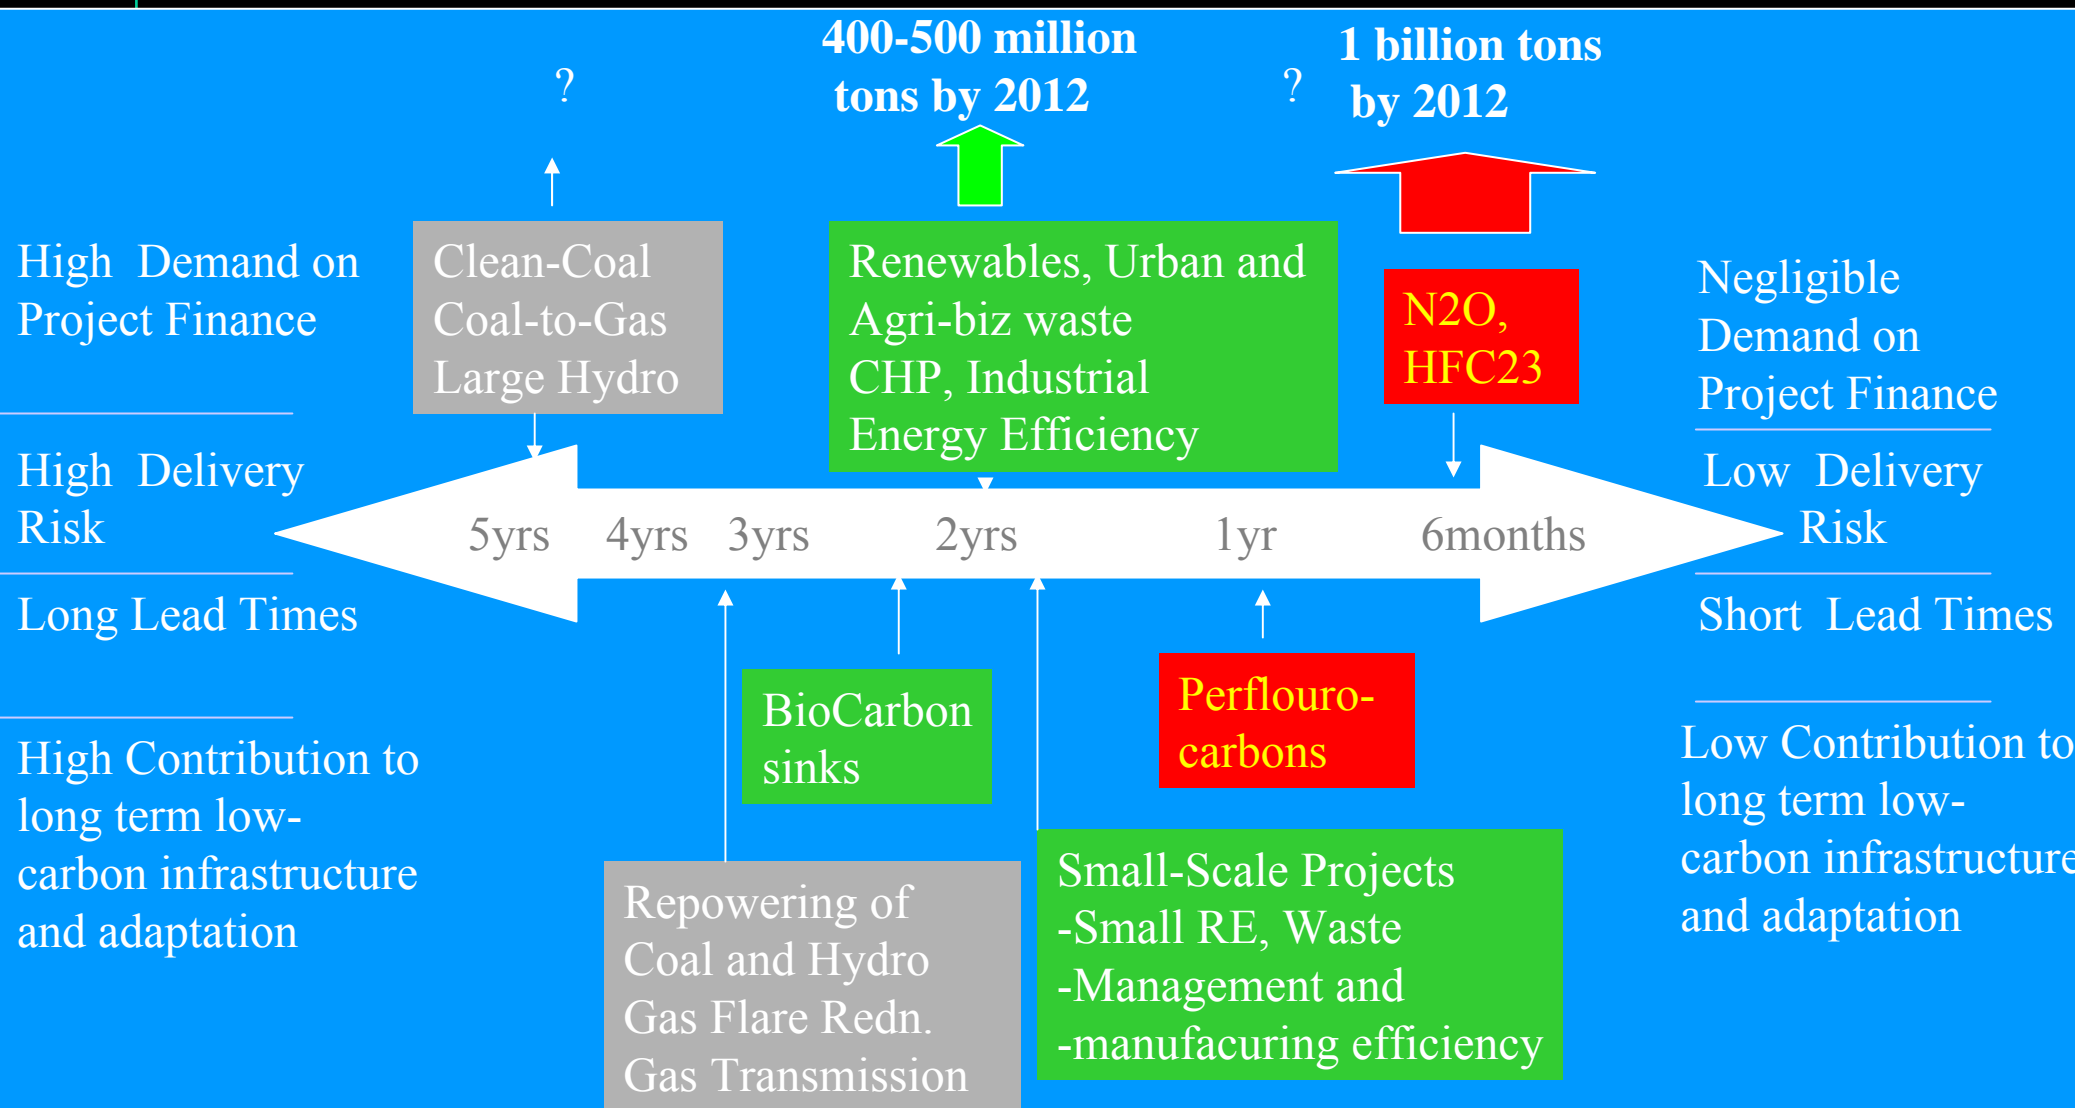 ?
400-500 million
tons by 2012
?
1 billion tons
by 2012
High Demand on
Project Finance
Clean-Coal
Coal-to-Gas
Large Hydro
Renewables, Urban and
Agri-biz waste
CHP, Industrial
Energy Efficiency
N2O,
HFC23
Negligible
Demand on
Project Finance
High Delivery
Risk
5yrs 4yrs 3yrs 2yrs 1yr 6months
Low Delivery
Risk
Long Lead Times
Short Lead Times
BioCarbon
sinks
Perflouro-
carbons
High Contribution to
long term low-
carbon infrastructure
and adaptation
Repowering of
Coal and Hydro
Gas Flare Redn.
Gas Transmission
Small-Scale Projects
-Small RE, Waste
-Management and
-manufacuring efficiency
Low Contribution to
long term low-
carbon infrastructure
and adaptation